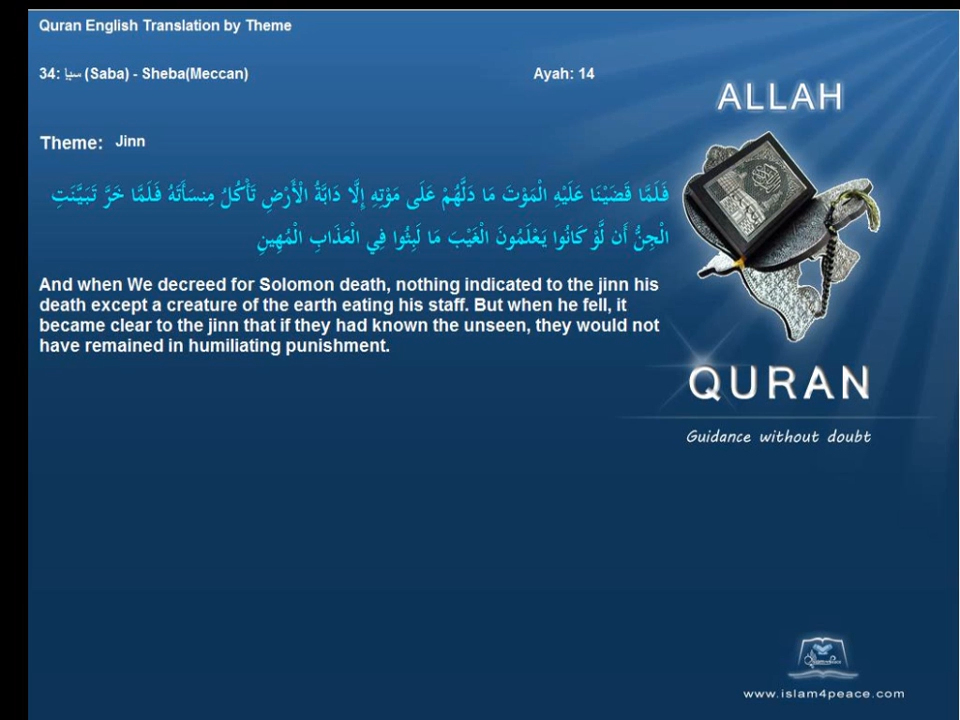 Quran English Translation by Theme
34: سبإ (Saba) - Sheba(Meccan)
Ayah: 14
Theme: Jinn
فَلَمَّا قَضَيْنَا عَلَيْهِ الْمَوْتَ مَا دَلَّهُمْ عَلَى مَوْتِهِ إِلَّا دَابَّةُ الْأَرْضِ تَأْكُلُ مِنسَأَتَهُ فَلَمَّا خَرَّ تَبَيَّنَتِ
الْجِنُّ أَن لَّوْ كَانُوا يَعْلَمُونَ الْغَيْبَ مَا لَبِثُوا فِي الْعَذَابِ الْمُهِينِ
And when We decreed for Solomon death, nothing indicated to the jinn his
death except a creature of the earth eating his staff. But when he fell, it
became clear to the jinn that if they had known the unseen, they would not
have remained in humiliating punishment.
ALLAH
QURAN
Guidance without doubt
www.islam4peace.com